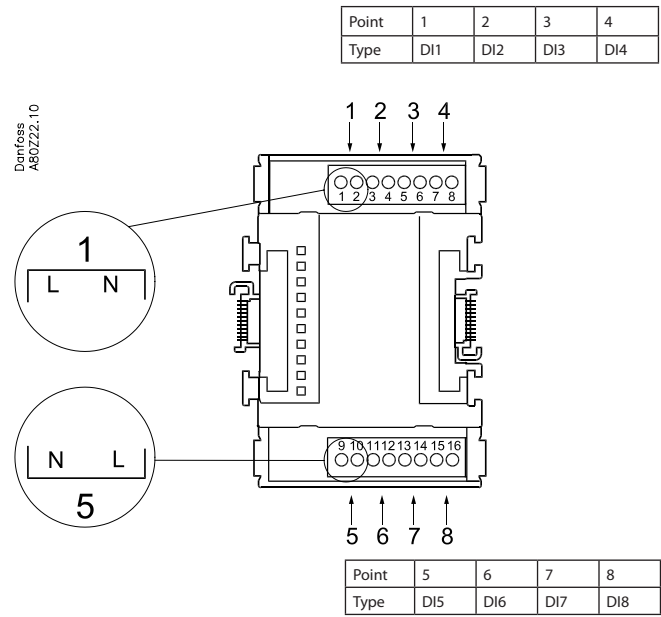 Point 1 2 3 4
Type DI1 DI2 DI3 DI4
Danfoss
A80Z22.10
1 2 3 4
1 2 3 4 5 6 7 8
1
L N
N L
5
9 10 11 12 13 14 15 16
5 6 7 8
Point 5 6 7 8
Type DI5 DI6 DI7 DI8